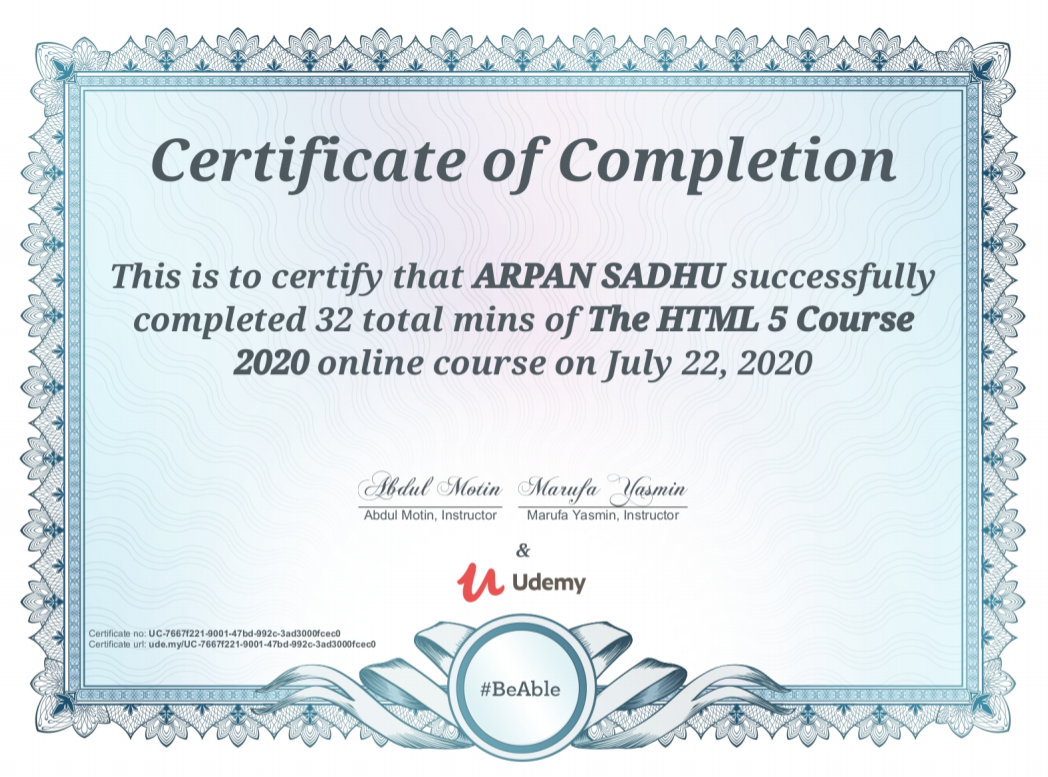 Certificate of Completion
This is to certify that ARPAN SADHU successfully
completed 32 total mins of The HTML 5 Course
2020 online course on July 22, 2020
Abdul Motin Marufa Yasmin
Abdul Motin, Instructor Marufa Yasmin, Instructor
&
Udemy
Certificate no: UC-7667f221-9001-47bd-992c-3ad3000fcec0
Certificate url: ude.my/UC-7667f221-9001-47bd-992c-3ad3000fcec0
#BeAble